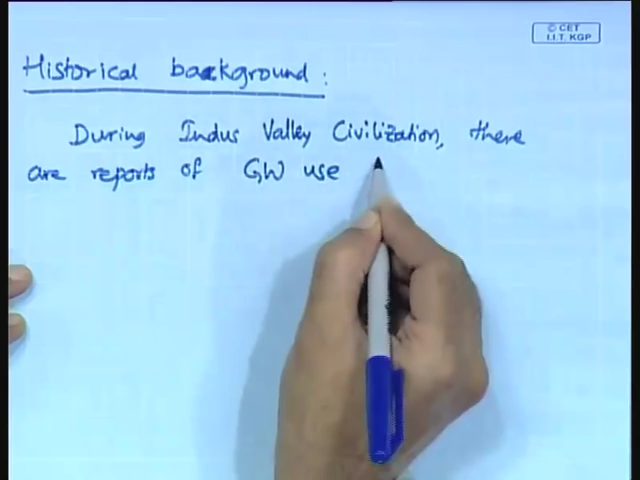 © CET
I.I.T. KGP
Historical background :
During Indus Valley Civilization, there
are reports of GW use